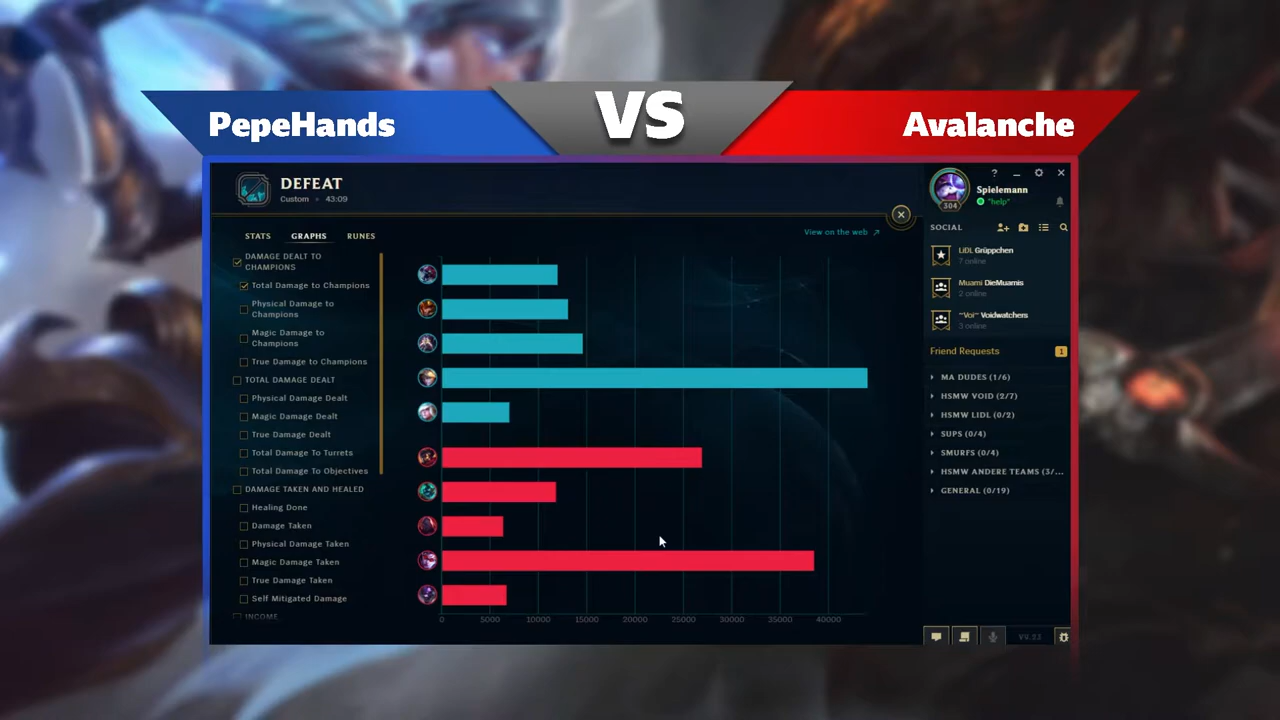 PepeHands
VS
Avalanche
DEFEAT
Custom • 43:09
STATS GRAPHS RUNES
View on the web
DAMAGE DEALT TO
CHAMPIONS
Total Damage to Champions
Physical Damage to
Champions
Magic Damage to
Champions
True Damage to Champions
TOTAL DAMAGE DEALT
Physical Damage Dealt
Magic Damage Dealt
True Damage Dealt
Total Damage To Turrets
Total Damage To Objectives
DAMAGE TAKEN AND HEALED
Healing Done
Damage Taken
Physical Damage Taken
Magic Damage Taken
True Damage Taken
Self Mitigated Damage
INCOME
0 5000 10000 15000 20000 25000 30000 35000 40000
304
Spielemann
"help"
SOCIAL
LiDL Grüppchen
7 online
Muami DieMuamis
2 online
~Voi~ Voidwatchers
3 online
Friend Requests 1
MA DUDES (1/6)
HSMW VOID (2/7)
HSMW LIDL (0/2)
SUPS (0/4)
SMURFS (0/4)
HSMW ANDERE TEAMS (3/...
GENERAL (0/19)
V9.23